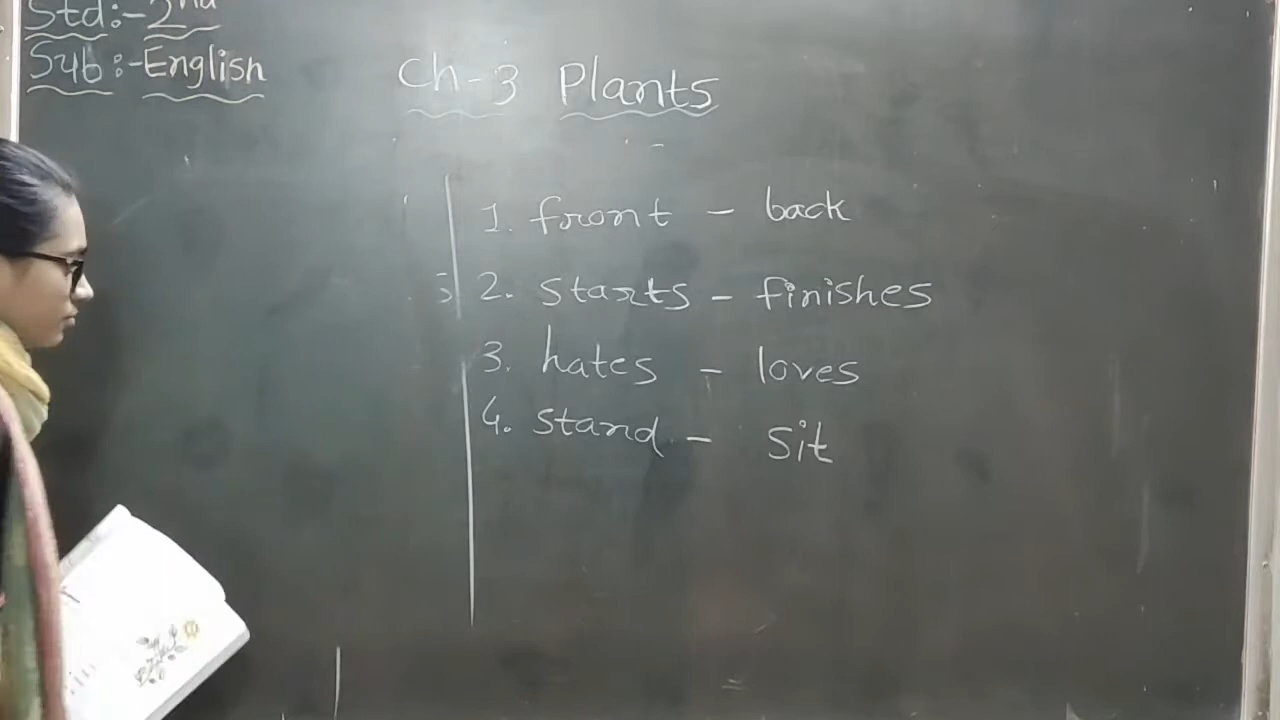 Std:-2nd
Sub:-English
Ch-3 Plants
1. front - back
2. starts - finishes
3. hates - loves
4. stand - sit